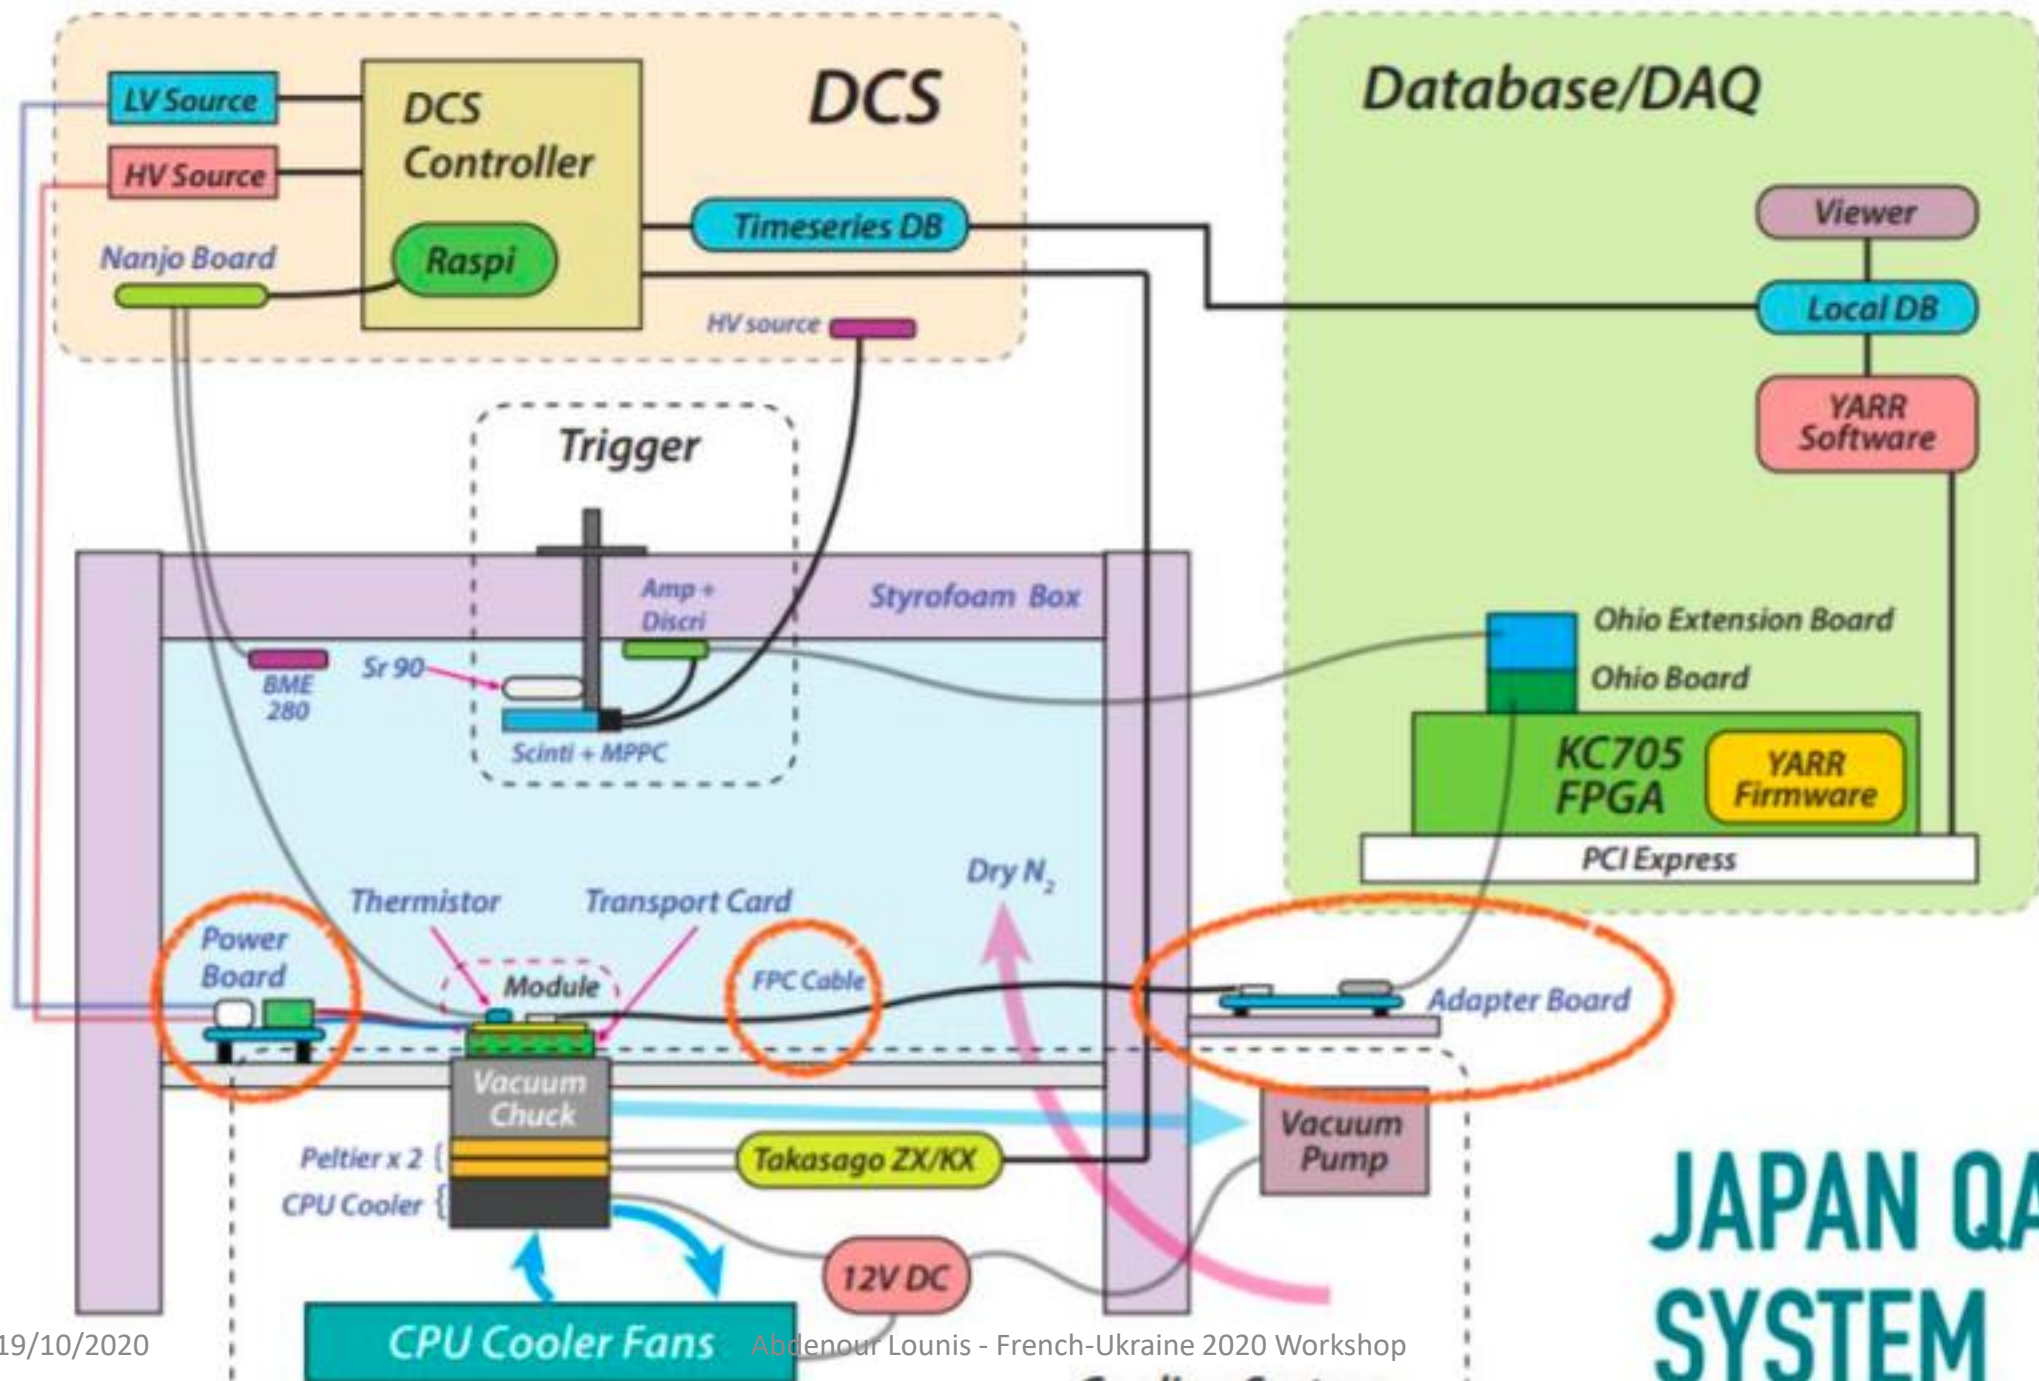 DCS
LV Source
DCS
Controller
HV Source
Timeseries DB
Nanjo Board
Raspi
HV source
Database/DAQ
Viewer
Local DB
YARR
Software
Trigger
Amp +
Discri
Styrofoam Box
Sr 90
BME
280
Scinti + MPPC
Ohio Extension Board
Ohio Board
KC705
FPGA
YARR
Firmware
PCI Express
Dry N₂
Thermistor
Transport Card
Power
Board
Module
FPC Cable
Adapter Board
Vacuum
Chuck
Vacuum
Pump
Peltier x 2 {
Takasago ZX/KX
CPU Cooler {
12V DC
CPU Cooler Fans
JAPAN QA
SYSTEM
19/10/2020
Abdenour Lounis - French-Ukraine 2020 Workshop